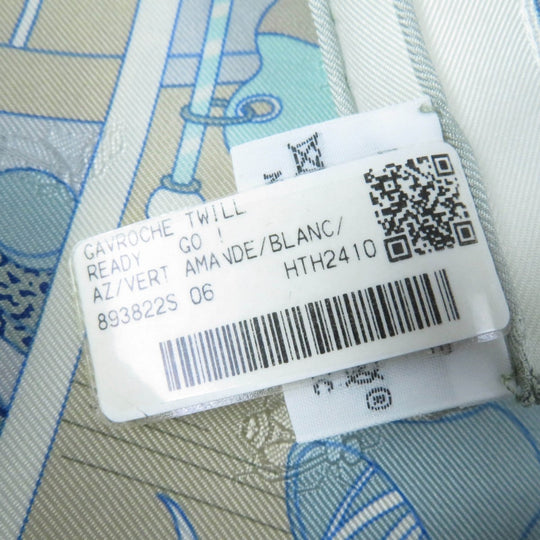 GAVROCHE TWILL
READY GO !
AZ/VERT AMANDE/BLANC/
893822S 06 HTH2410